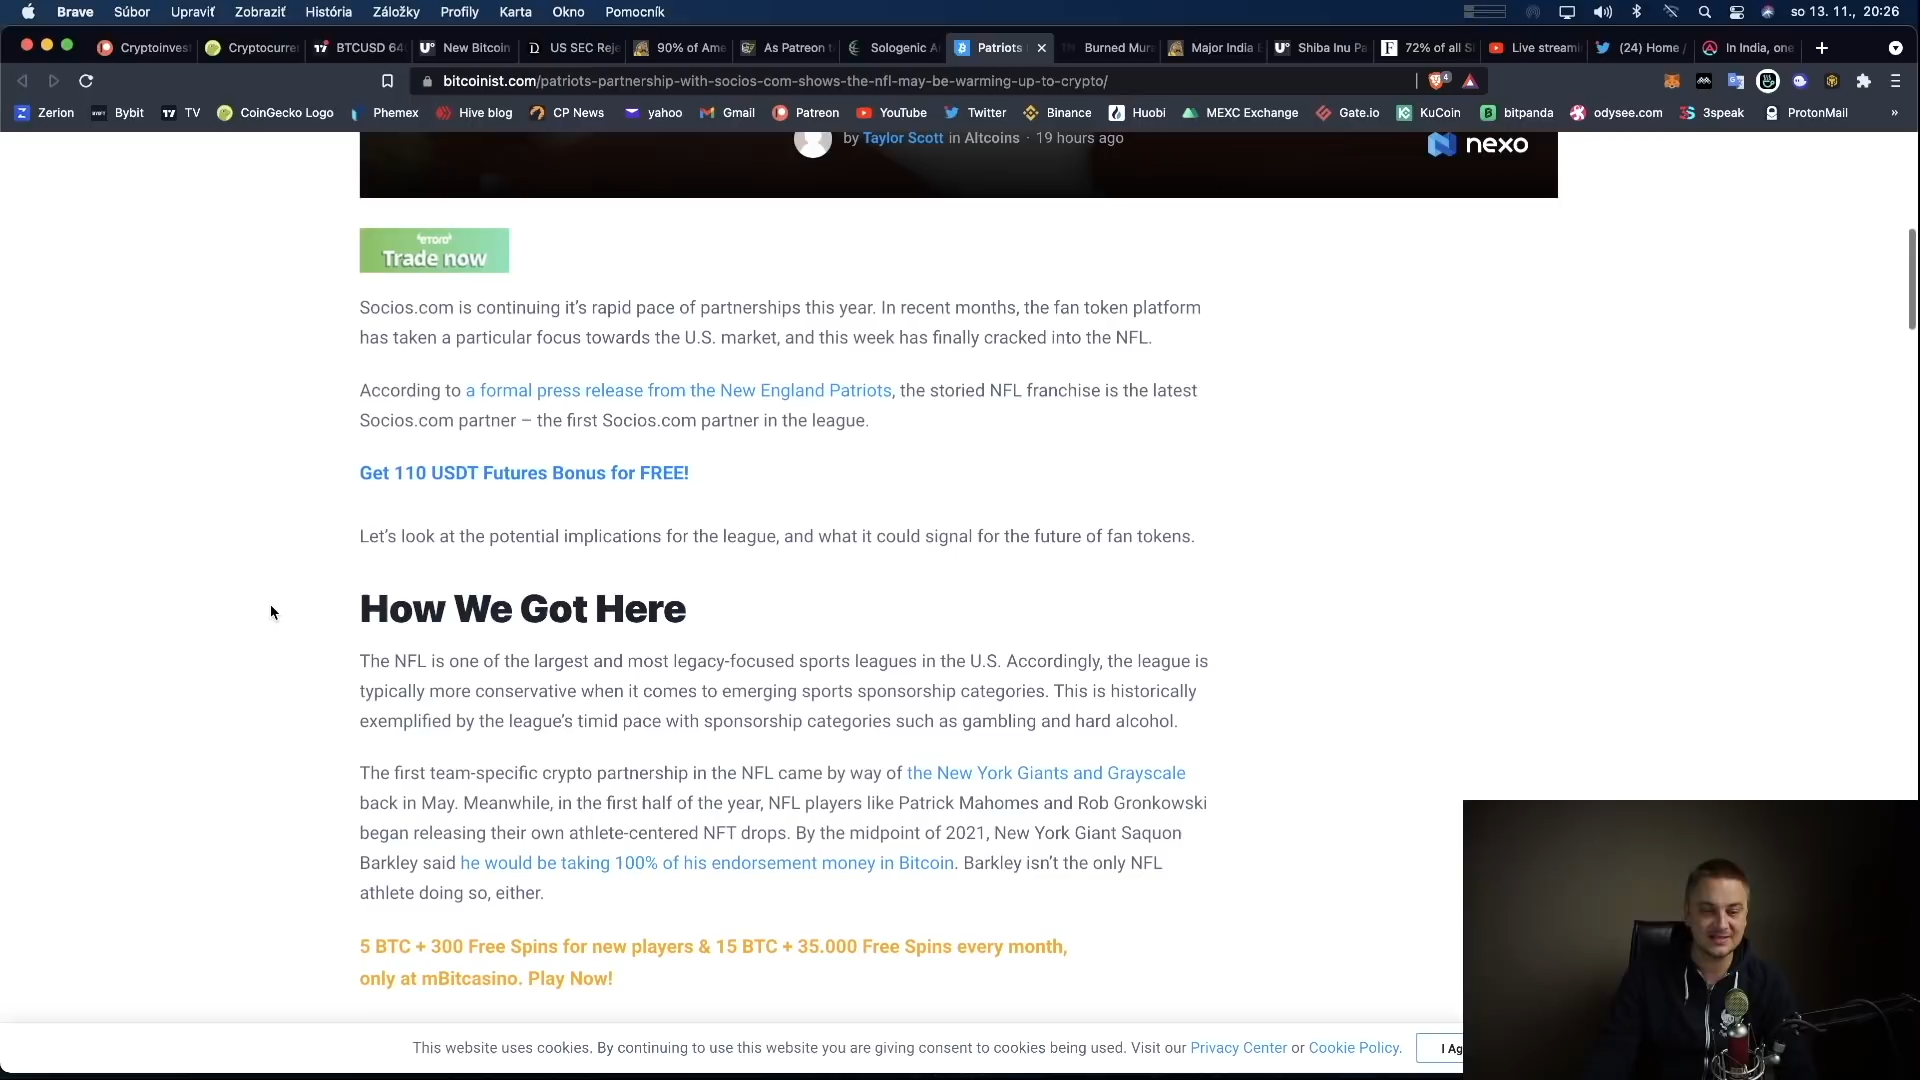 Brave Súbor Upraviť Zobraziť História Záložky Profily Karta Okno Pomocník so 13. 11., 20:26
Cryptoinves Cryptocurre BTCUSD 64 New Bitcoin US SEC Reje 90% of Ame As Patreon t Sologenic A Patriots Burned Mur Major India E Shiba Inu Pa 72% of all S Live streami (24) Home / In India, one
bitcoinist.com/patriots-partnership-with-socios-com-shows-the-nfl-may-be-warming-up-to-crypto/ 4
Zerion Bybit TV CoinGecko Logo Phemex Hive blog CP News yahoo Gmail Patreon YouTube Twitter Binance Huobi MEXC Exchange Gate.io KuCoin bitpanda odysee.com 3speak ProtonMail »
by Taylor Scott in Altcoins · 19 hours ago
nexo
eToro
Trade now
Socios.com is continuing it’s rapid pace of partnerships this year. In recent months, the fan token platform
has taken a particular focus towards the U.S. market, and this week has finally cracked into the NFL.
According to a formal press release from the New England Patriots, the storied NFL franchise is the latest
Socios.com partner – the first Socios.com partner in the league.
Get 110 USDT Futures Bonus for FREE!
Let’s look at the potential implications for the league, and what it could signal for the future of fan tokens.
How We Got Here
The NFL is one of the largest and most legacy-focused sports leagues in the U.S. Accordingly, the league is
typically more conservative when it comes to emerging sports sponsorship categories. This is historically
exemplified by the league’s timid pace with sponsorship categories such as gambling and hard alcohol.
The first team-specific crypto partnership in the NFL came by way of the New York Giants and Grayscale
back in May. Meanwhile, in the first half of the year, NFL players like Patrick Mahomes and Rob Gronkowski
began releasing their own athlete-centered NFT drops. By the midpoint of 2021, New York Giant Saquon
Barkley said he would be taking 100% of his endorsement money in Bitcoin. Barkley isn’t the only NFL
athlete doing so, either.
5 BTC + 300 Free Spins for new players & 15 BTC + 35.000 Free Spins every month,
only at mBitcasino. Play Now!
This website uses cookies. By continuing to use this website you are giving consent to cookies being used. Visit our Privacy Center or Cookie Policy. I Ag